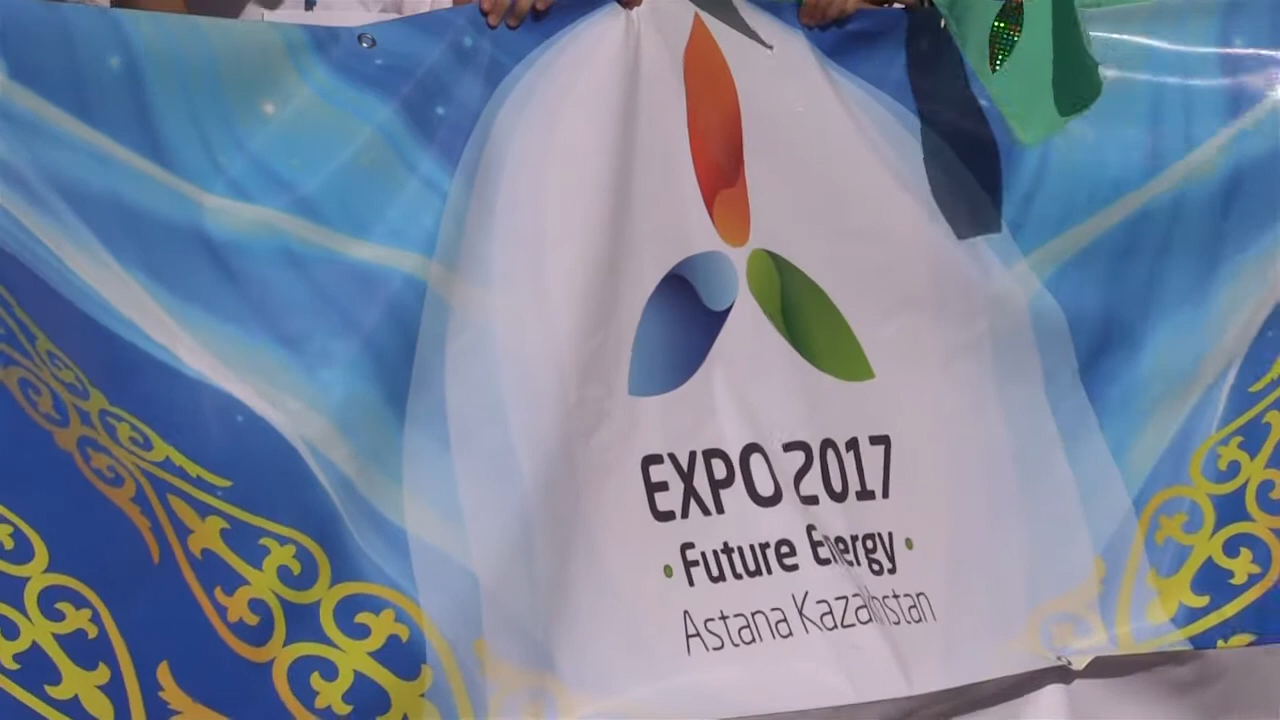 EXPO 2017
• Future Energy •
Astana Kazakhstan